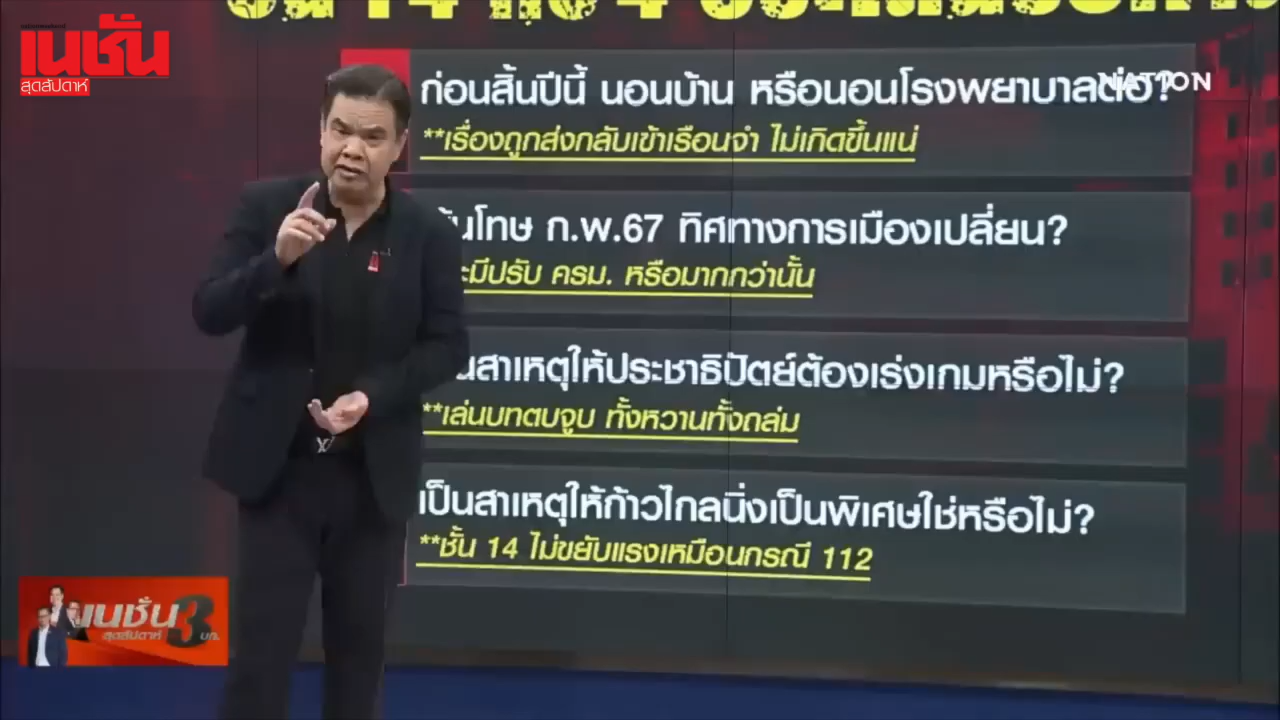 เนชั่น
สุดสัปดาห์
NATION
ก่อนสิ้นปีนี้ นอนบ้าน หรือนอนโรงพยาบาลต่อ?
**เรื่องถูกส่งกลับเข้าเรือนจำ ไม่เกิดขึ้นแน่
โทษ ก.พ.67 ทิศทางการเมืองเปลี่ยน?
มีปรับ ครม. หรือมากกว่านั้น
สาเหตุให้ประชาธิปัตย์ต้องเร่งเกมหรือไม่?
**เล่นบทตบจูบ ทั้งหวานทั้งถล่ม
เป็นสาเหตุให้ก้าวไกลนิ่งเป็นพิเศษใช่หรือไม่?
**ชั้น 14 ไม่ขยับแรงเหมือนกรณี 112
เนชั่น 3
สุดสัปดาห์ บก.